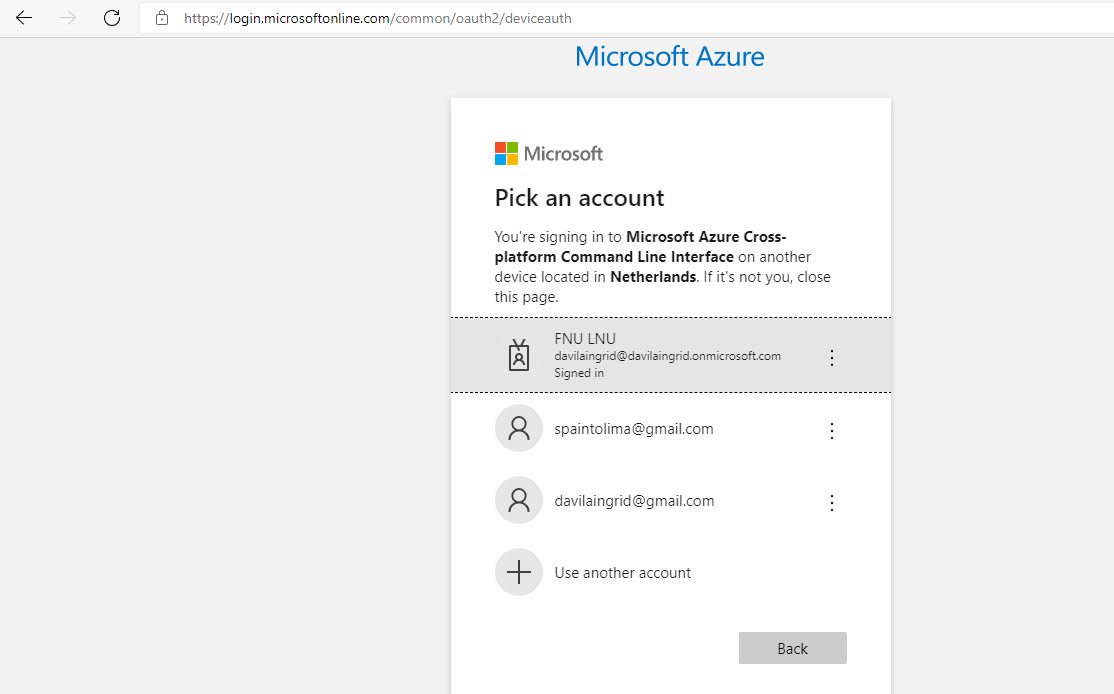 https://login.microsoftonline.com/common/oauth2/deviceauth
Microsoft Azure
Microsoft
Pick an account
You're signing in to Microsoft Azure Cross-
platform Command Line Interface on another
device located in Netherlands. If it's not you, close
this page.
FNU LNU
davilaingrid@davilaingrid.onmicrosoft.com
Signed in
spaintolima@gmail.com
davilaingrid@gmail.com
Use another account
Back